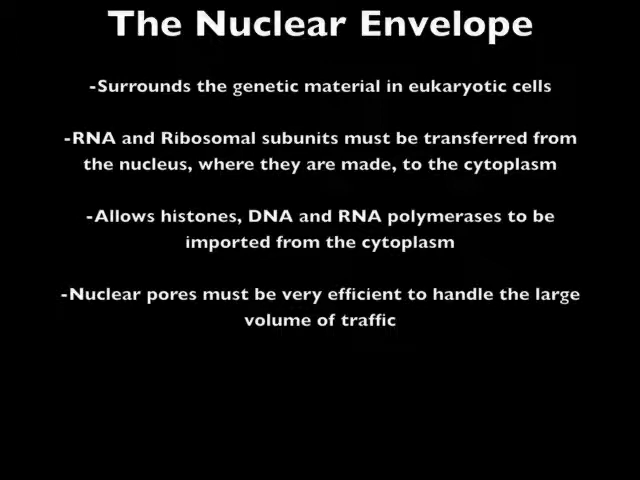 The Nuclear Envelope
-Surrounds the genetic material in eukaryotic cells
-RNA and Ribosomal subunits must be transferred from
the nucleus, where they are made, to the cytoplasm
-Allows histones, DNA and RNA polymerases to be
imported from the cytoplasm
-Nuclear pores must be very efficient to handle the large
volume of traffic